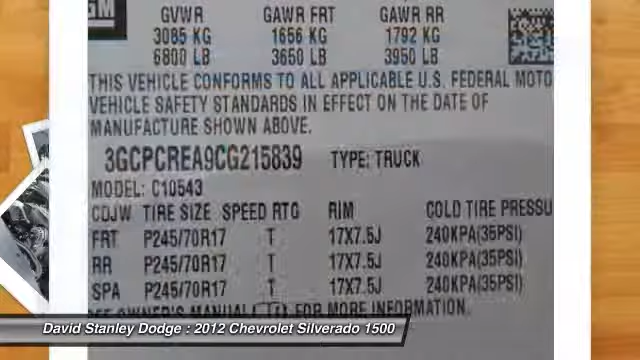 GM
GVWR GAWR FRT GAWR RR
3085 KG 1656 KG 1792 KG
6800 LB 3650 LB 3950 LB
THIS VEHICLE CONFORMS TO ALL APPLICABLE U.S. FEDERAL MOTO
VEHICLE SAFETY STANDARDS IN EFFECT ON THE DATE OF
MANUFACTURE SHOWN ABOVE.
3GCPCREA9CG215839 TYPE: TRUCK
MODEL: C10543
CDJW TIRE SIZE SPEED RTG RIM COLD TIRE PRESSU
FRT P245/70R17 T 17X7.5J 240KPA(35PSI)
RR P245/70R17 T 17X7.5J 240KPA(35PSI)
SPA P245/70R17 T 17X7.5J 240KPA(35PSI)
SEE OWNER'S MANUAL FOR MORE INFORMATION.
David Stanley Dodge : 2012 Chevrolet Silverado 1500